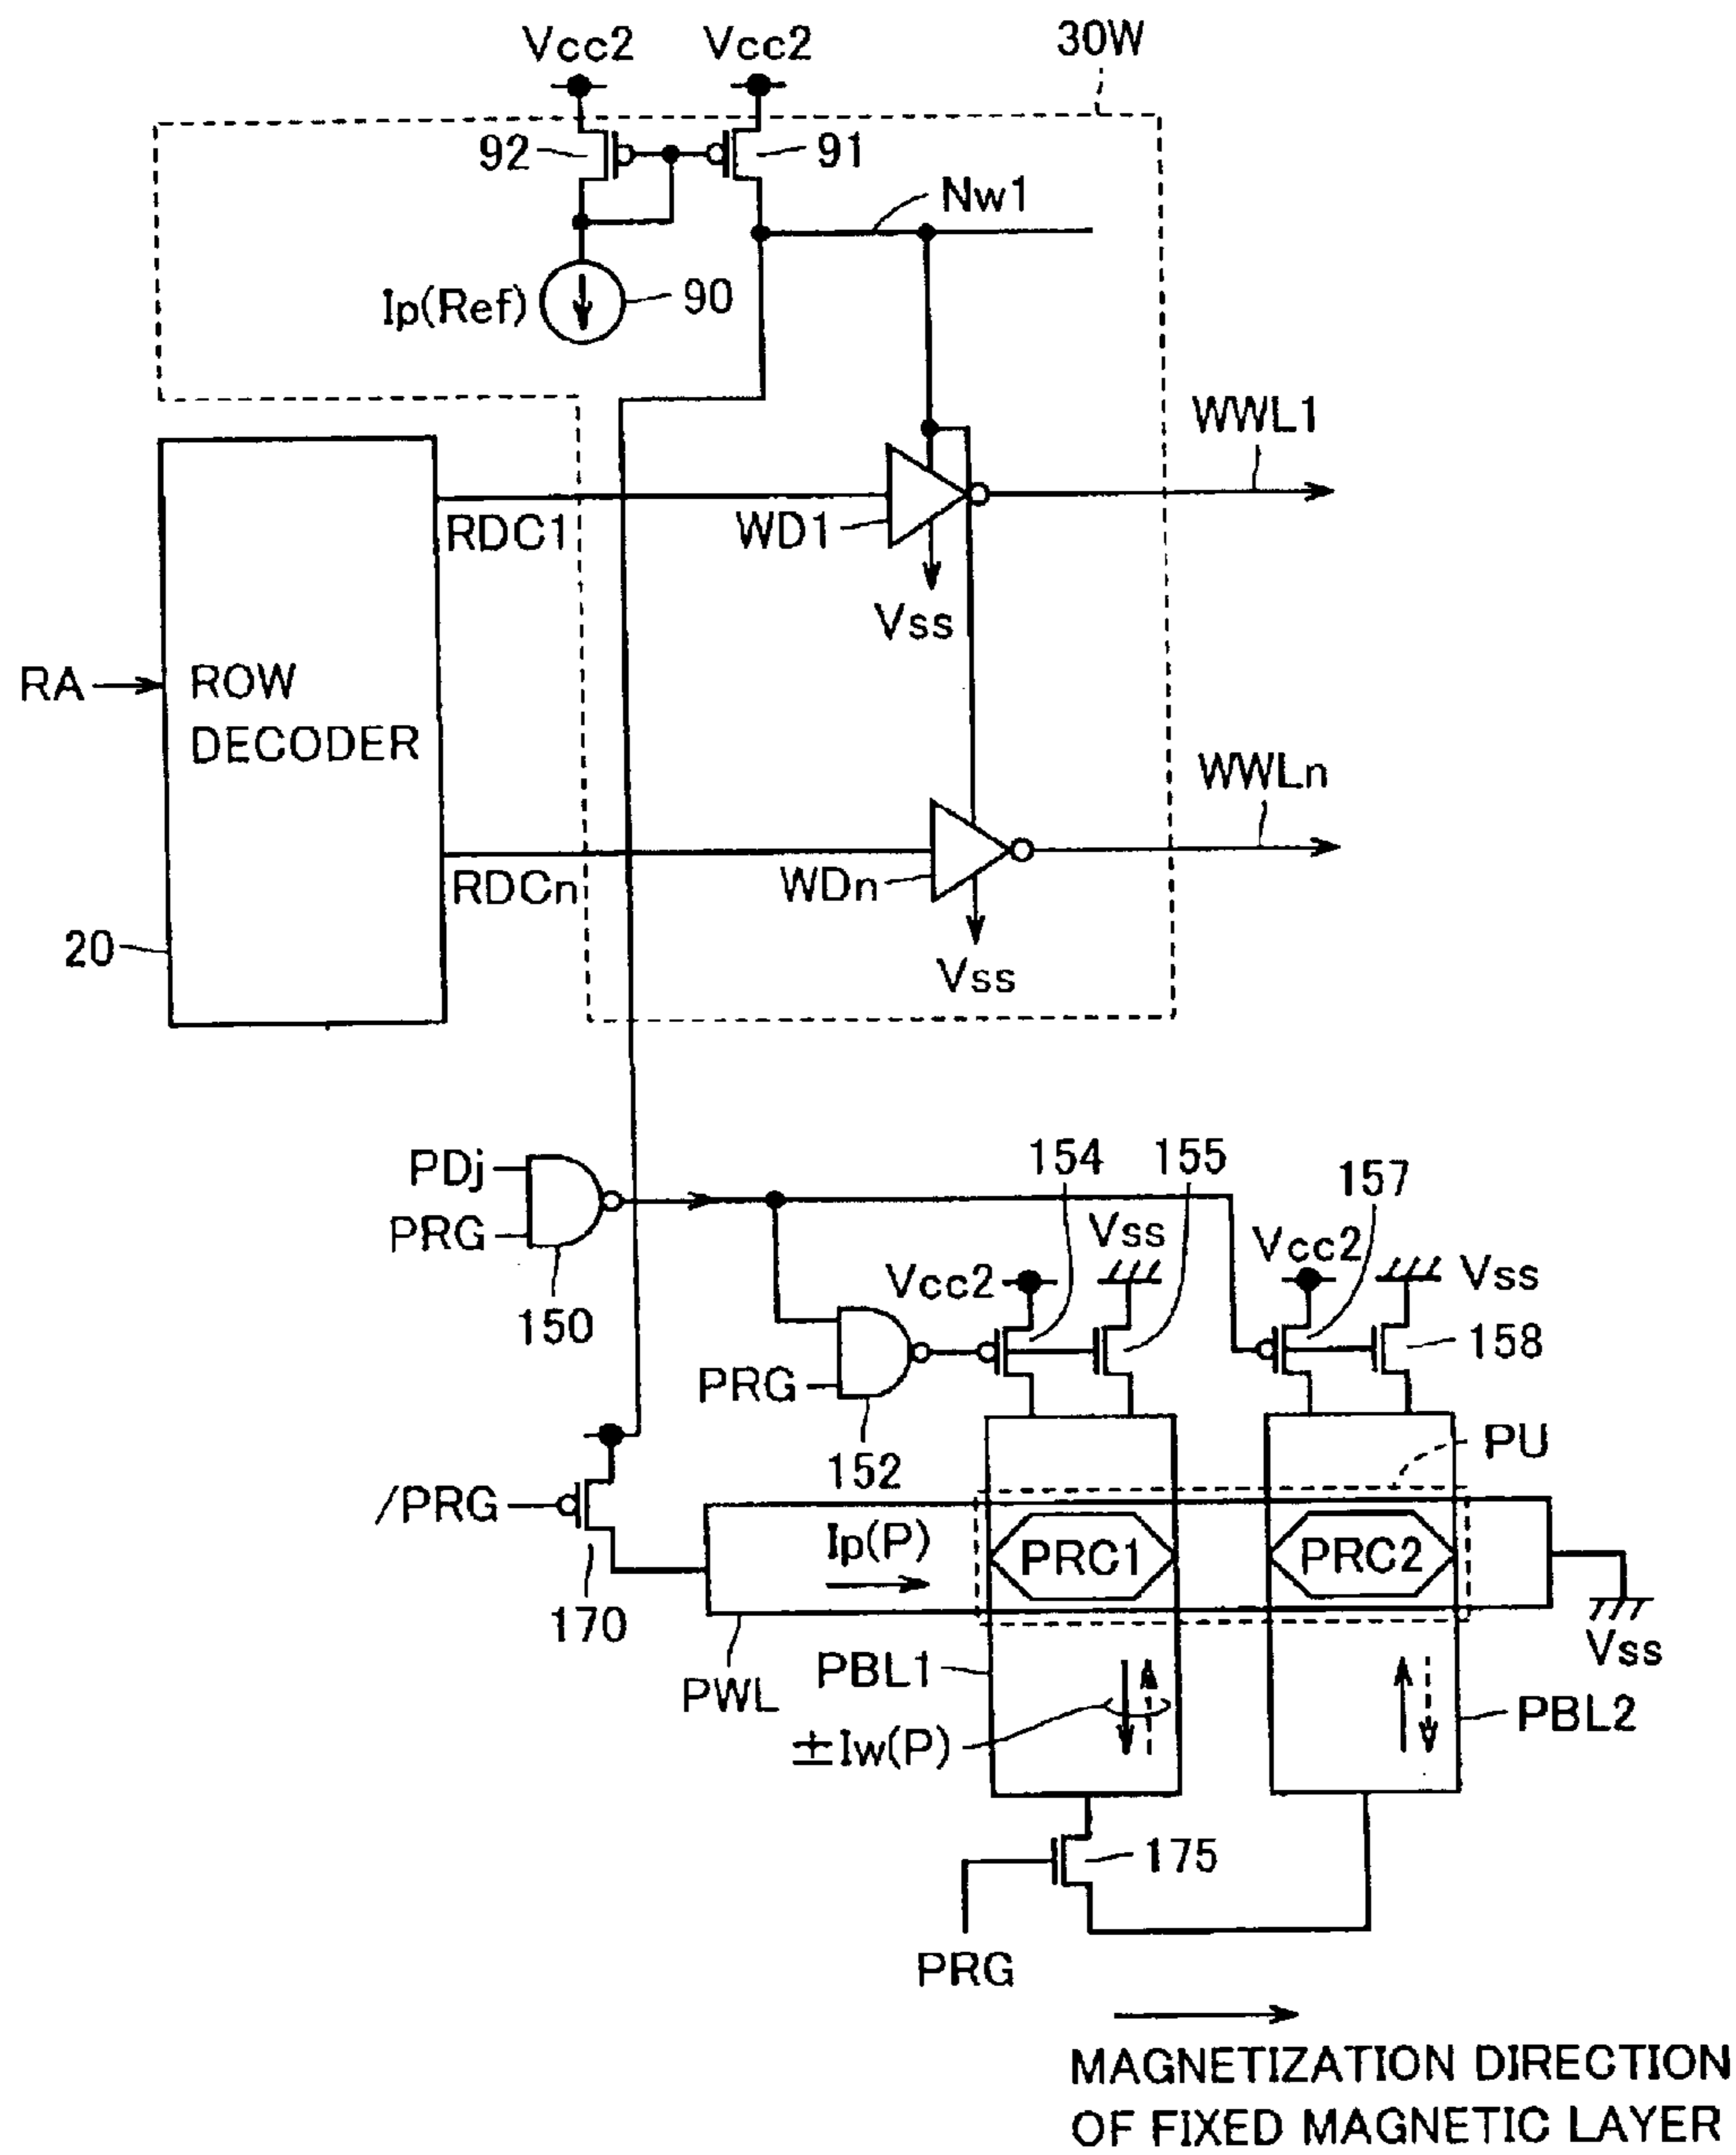 Vcc2 Vcc2 30W
92 91
Nw1
Ip(Ref) 90
WWL1
RDC1 WD1
Vss
RA ROW
DECODER
WWLn
RDCn WDn
20
Vss
PDj 154 155 157
PRG Vss Vcc2 Vss
Vcc2
150 158
PRG
152 PU
/PRG
Ip(P) PRC1 PRC2
170
PWL PBL1 Vss
±Iw(P) PBL2
175
PRG
MAGNETIZATION DIRECTION
OF FIXED MAGNETIC LAYER